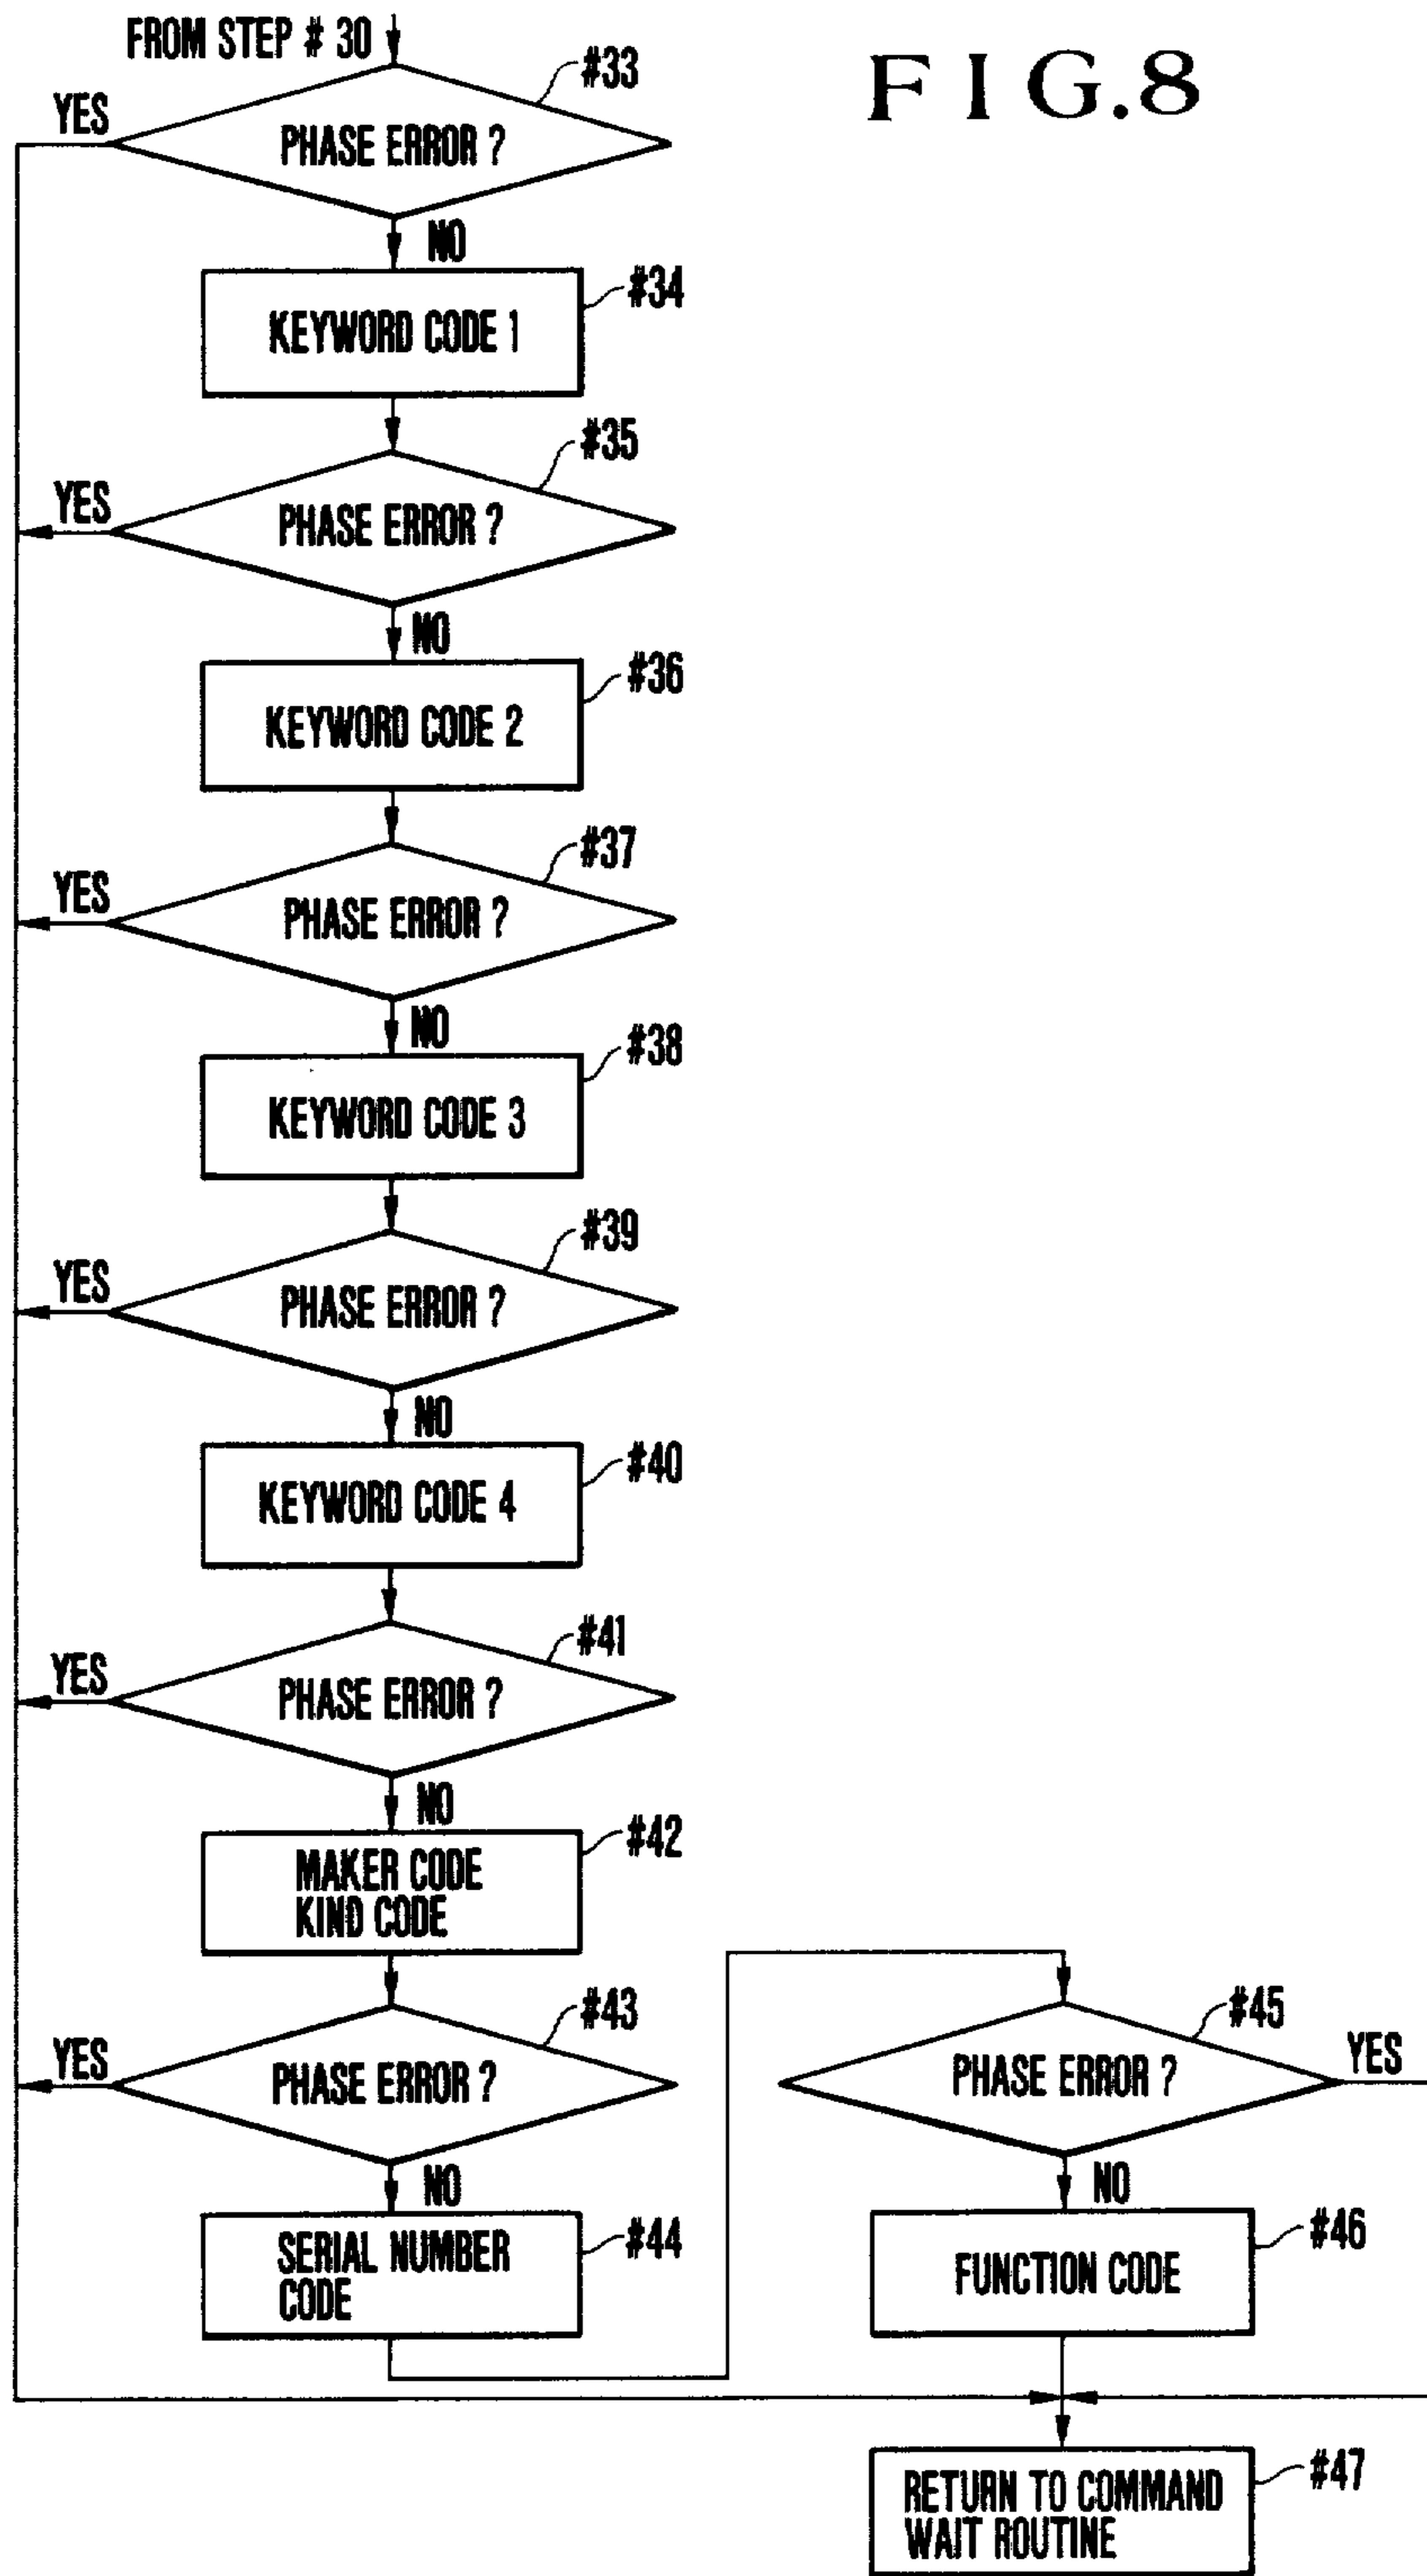 FROM STEP # 30
F I G.8
#33
YES
PHASE ERROR ?
NO
#34
KEYWORD CODE 1
#35
YES
PHASE ERROR ?
NO
#36
KEYWORD CODE 2
#37
YES
PHASE ERROR ?
NO
#38
KEYWORD CODE 3
#39
YES
PHASE ERROR ?
NO
#40
KEYWORD CODE 4
#41
YES
PHASE ERROR ?
NO
#42
MAKER CODE
KIND CODE
#43
YES
PHASE ERROR ?
NO
#44
SERIAL NUMBER
CODE
#45
YES
PHASE ERROR ?
NO
#46
FUNCTION CODE
#47
RETURN TO COMMAND
WAIT ROUTINE